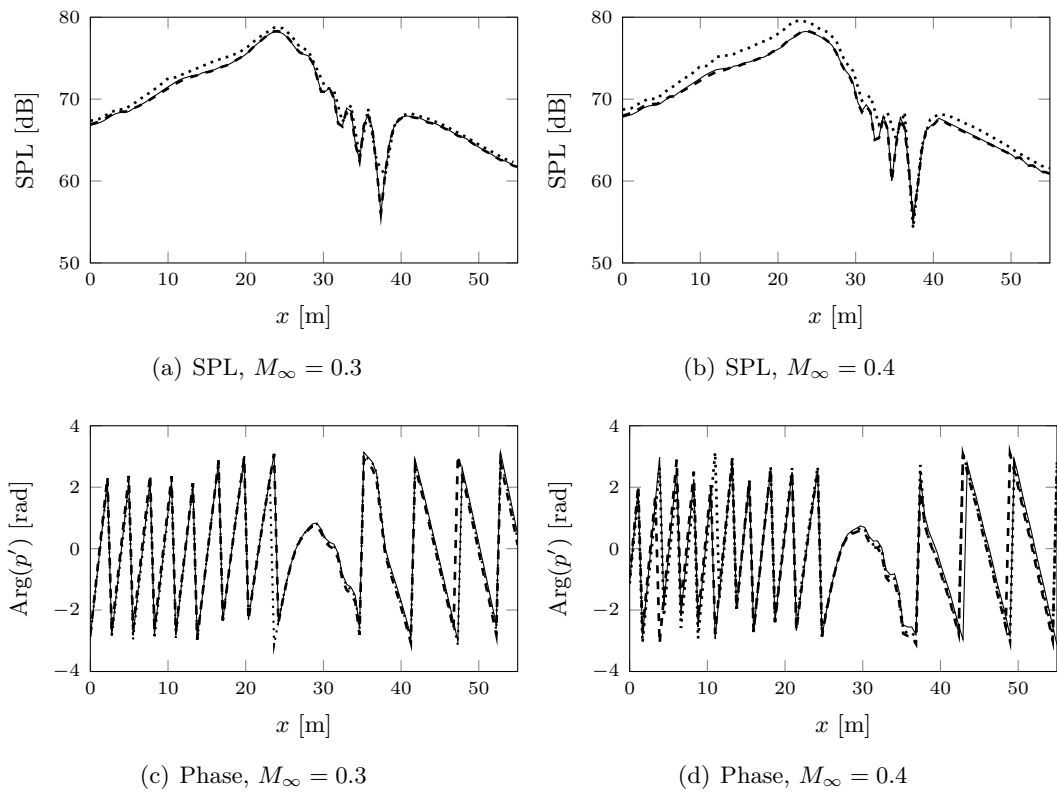 80
70
60
50
SPL [dB]
0 10 20 30 40 50
x [m]
(a) SPL, M∞ = 0.3
80
70
60
50
SPL [dB]
0 10 20 30 40 50
x [m]
(b) SPL, M∞ = 0.4
4
2
0
−2
−4
Arg(p′) [rad]
0 10 20 30 40 50
x [m]
(c) Phase, M∞ = 0.3
4
2
0
−2
−4
Arg(p′) [rad]
0 10 20 30 40 50
x [m]
(d) Phase, M∞ = 0.4